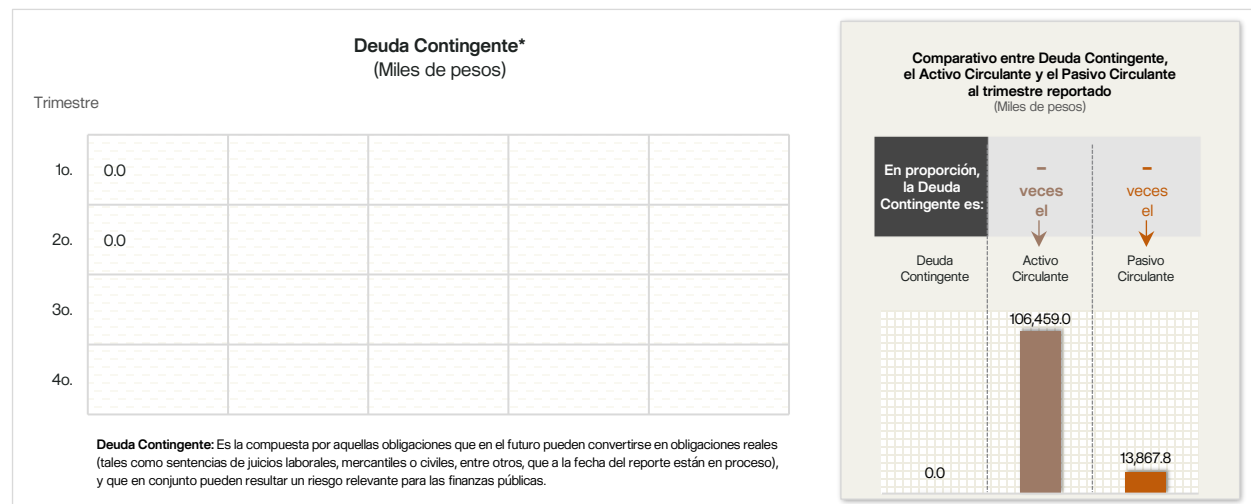 Deuda Contingente*
(Miles de pesos)
Trimestre
1o. 0.0
2o. 0.0
3o.
4o.
Deuda Contingente: Es la compuesta por aquellas obligaciones que en el futuro pueden convertirse en obligaciones reales
(tales como sentencias de juicios laborales, mercantiles o civiles, entre otros, que a la fecha del reporte están en proceso),
y que en conjunto pueden resultar un riesgo relevante para las finanzas públicas.
Comparativo entre Deuda Contingente,
el Activo Circulante y el Pasivo Circulante
al trimestre reportado
(Miles de pesos)
En proporción,
la Deuda
Contingente es:
–
veces
el
–
veces
el
Deuda
Contingente
Activo
Circulante
Pasivo
Circulante
0.0
106,459.0
13,867.8